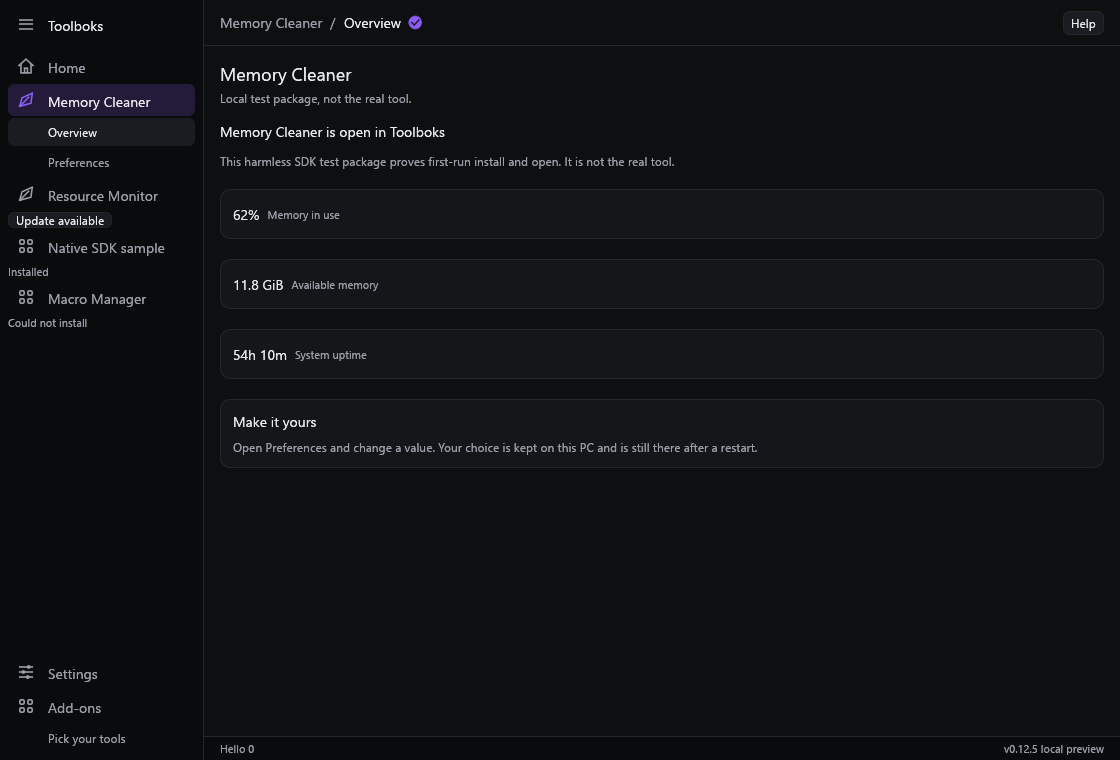 Toolboks
Home
Memory Cleaner
Overview
Preferences
Resource Monitor
Update available
Native SDK sample
Installed
Macro Manager
Could not install
Settings
Add-ons
Pick your tools
Memory Cleaner / Overview
Help
Memory Cleaner
Local test package, not the real tool.
Memory Cleaner is open in Toolboks
This harmless SDK test package proves first-run install and open. It is not the real tool.
62% Memory in use
11.8 GiB Available memory
54h 10m System uptime
Make it yours
Open Preferences and change a value. Your choice is kept on this PC and is still there after a restart.
Hello 0
v0.12.5 local preview